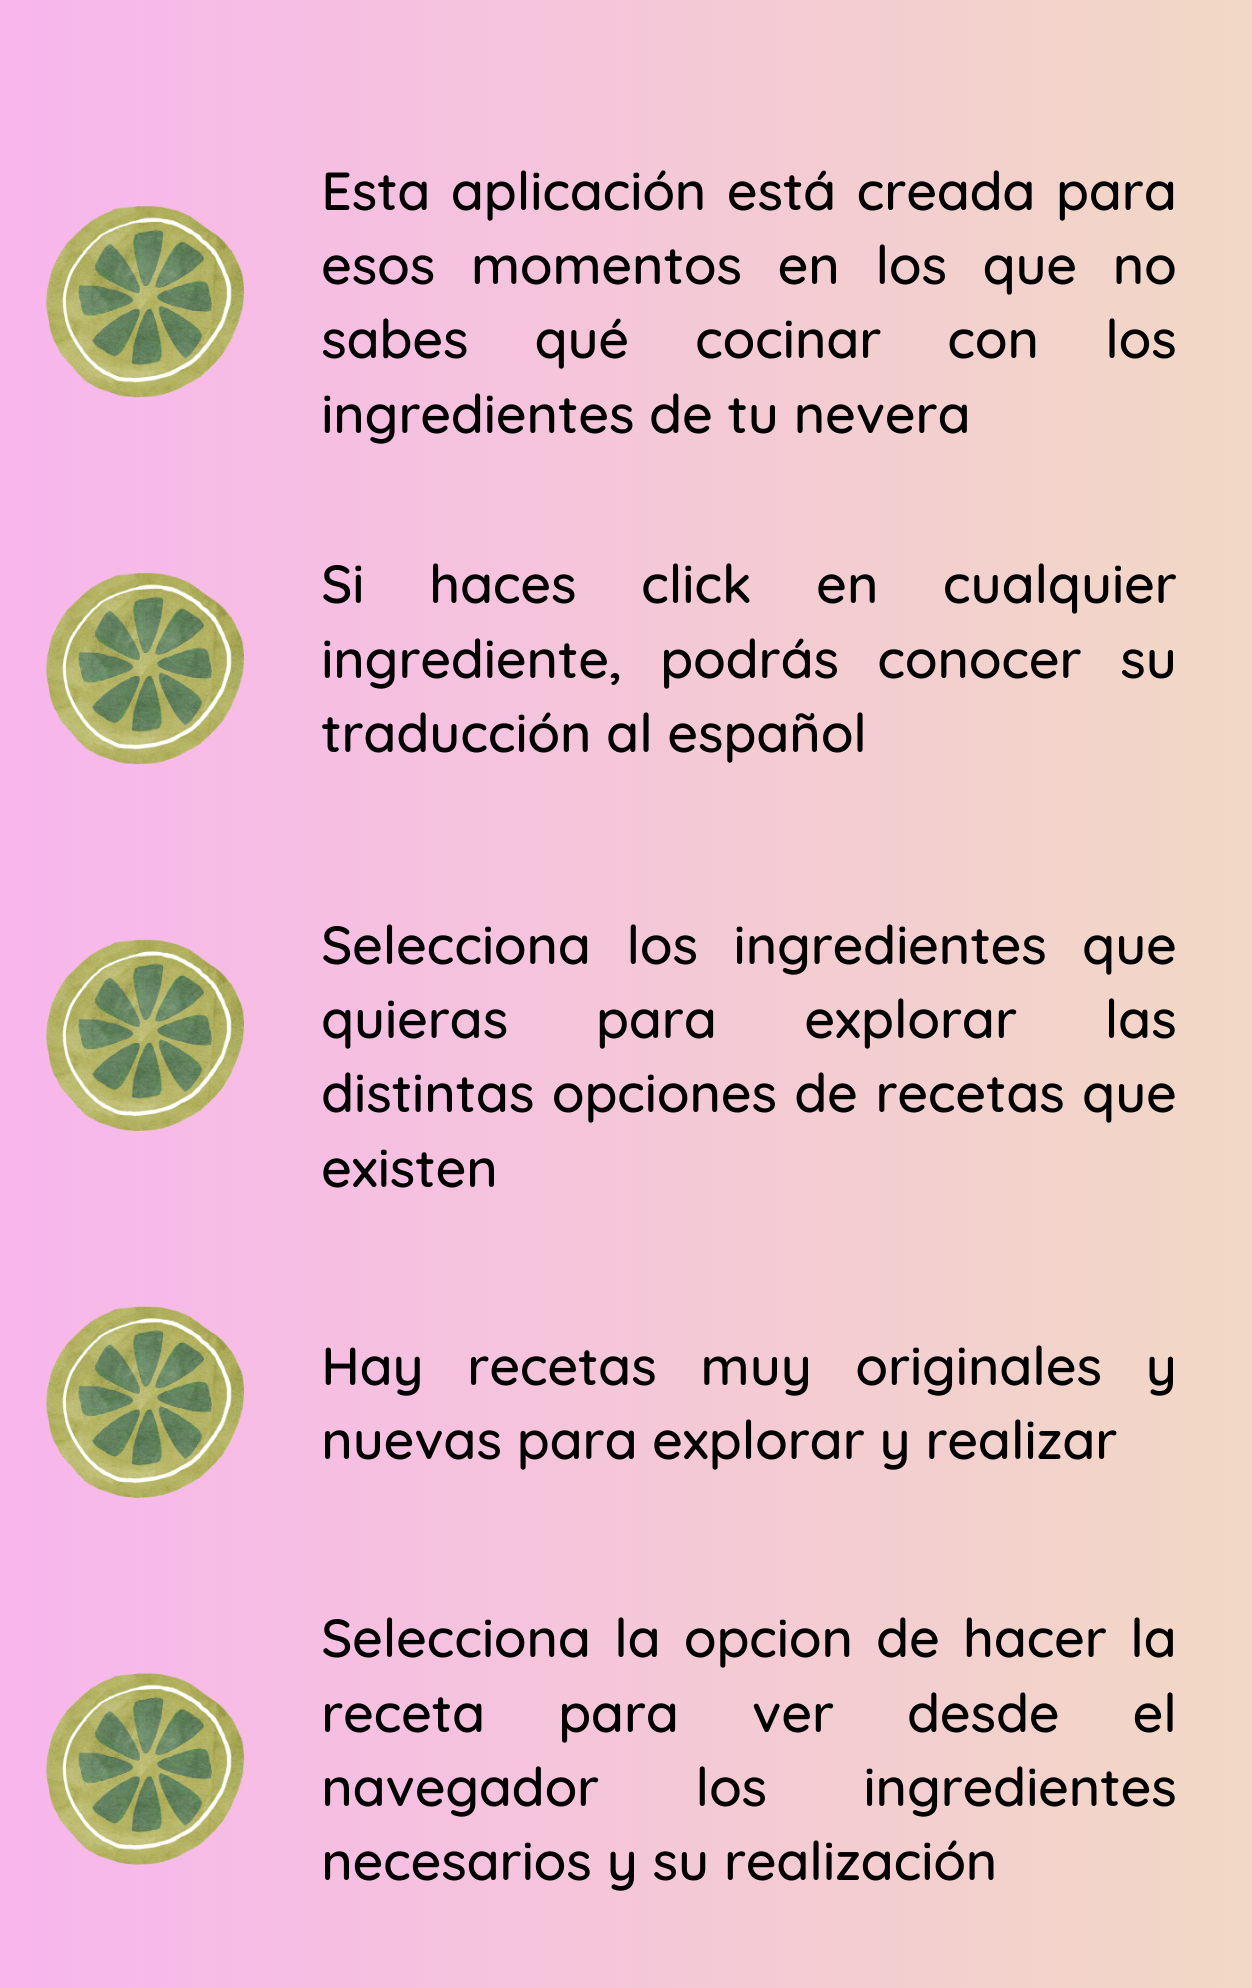 Esta aplicación está creada para
esos momentos en los que no
sabes qué cocinar con los
ingredientes de tu nevera
Si haces click en cualquier
ingrediente, podrás conocer su
traducción al español
Selecciona los ingredientes que
quieras para explorar las
distintas opciones de recetas que
existen
Hay recetas muy originales y
nuevas para explorar y realizar
Selecciona la opcion de hacer la
receta para ver desde el
navegador los ingredientes
necesarios y su realización